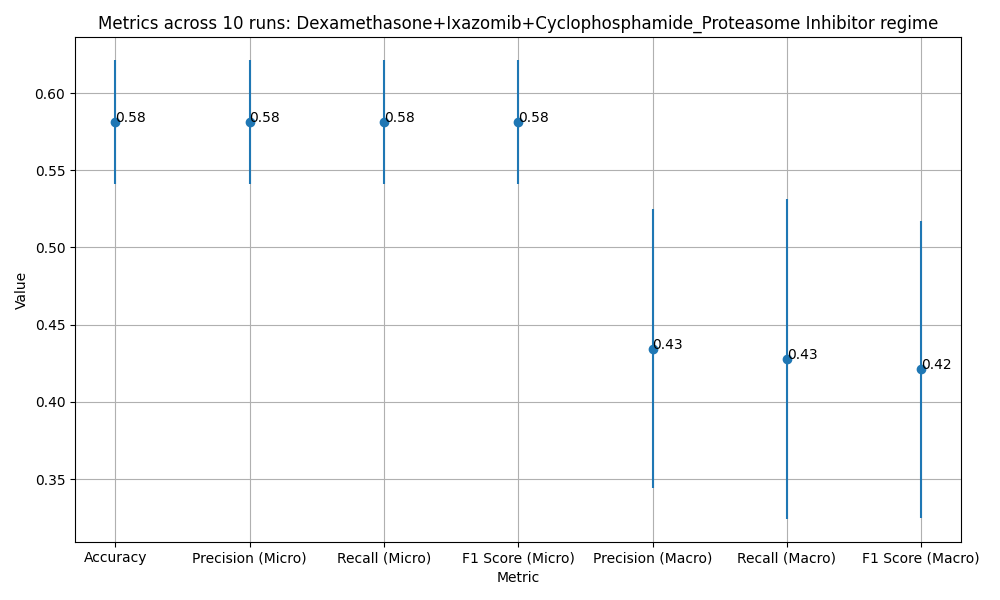 Metrics across 10 runs: Dexamethasone+Ixazomib+Cyclophosphamide_Proteasome Inhibitor regime
Value
0.60
0.55
0.50
0.45
0.40
0.35
0.58
0.58
0.58
0.58
0.43
0.43
0.42
Accuracy
Precision (Micro)
Recall (Micro)
F1 Score (Micro)
Precision (Macro)
Recall (Macro)
F1 Score (Macro)
Metric